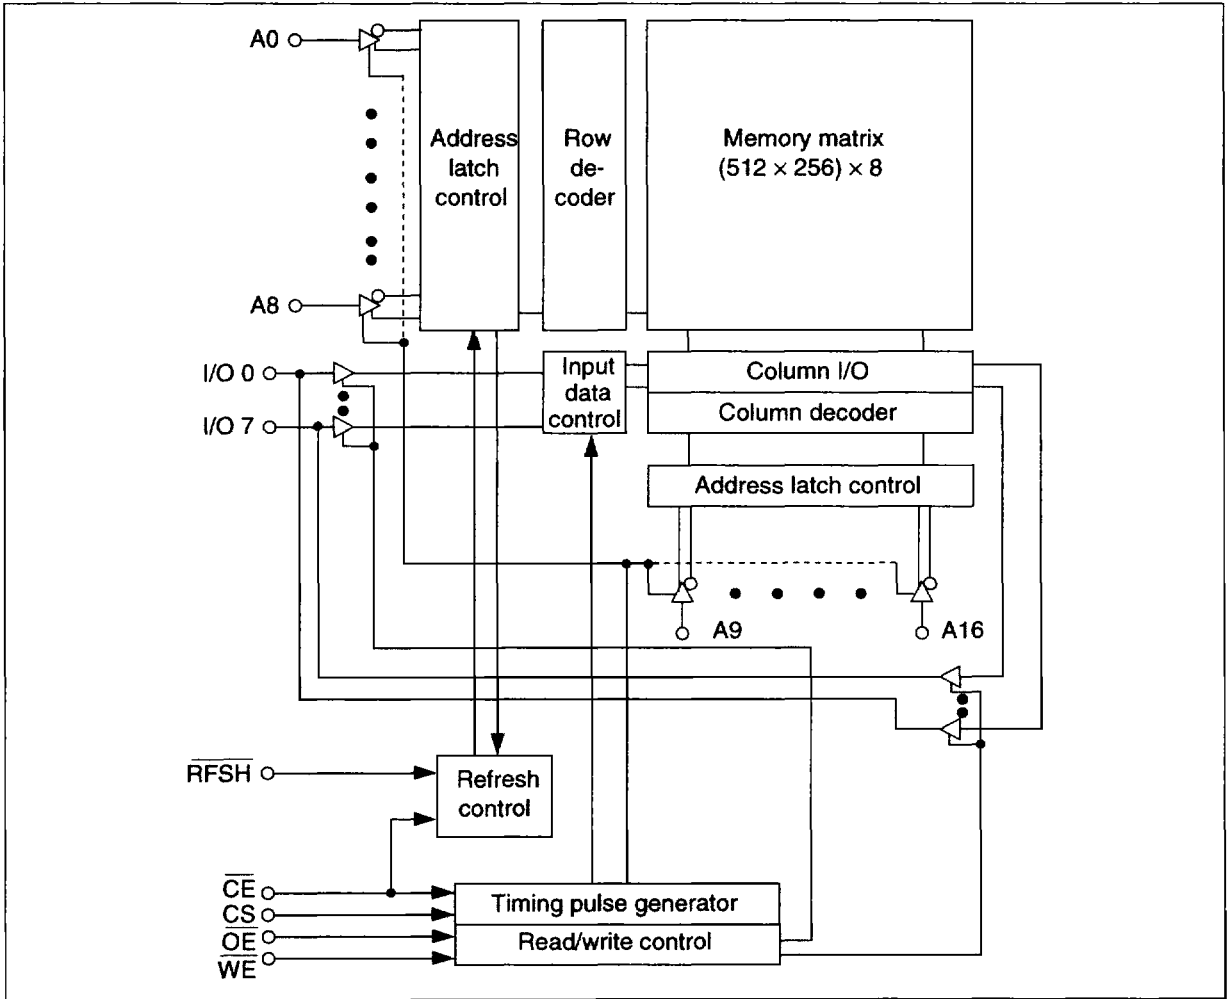 A0
Address
latch
control
Row
de-
coder
Memory matrix
(512 × 256) × 8
A8
I/O 0
I/O 7
Input
data
control
Column I/O
Column decoder
Address latch control
A9
A16
RFSH
Refresh
control
CE
CS
OE
WE
Timing pulse generator
Read/write control